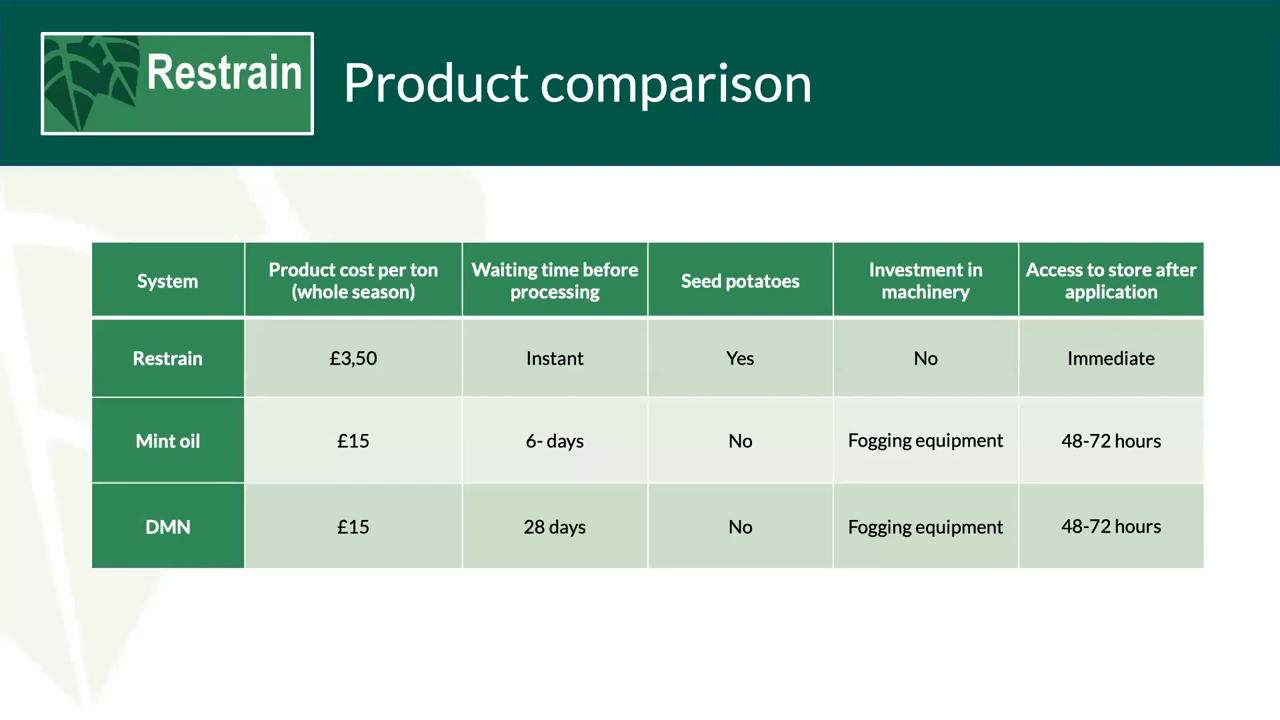 Restrain
Product comparison
System
Product cost per ton
(whole season)
Waiting time before
processing
Seed potatoes
Investment in
machinery
Access to store after
application
Restrain
£3,50
Instant
Yes
No
Immediate
Mint oil
£15
6- days
No
Fogging equipment
48-72 hours
DMN
£15
28 days
No
Fogging equipment
48-72 hours